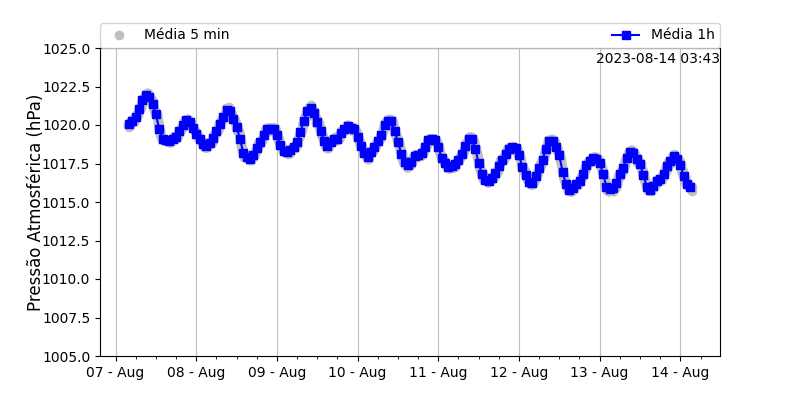 Média 5 min
Média 1h
2023-08-14 03:43
Pressão Atmosférica (hPa)
1025.0
1022.5
1020.0
1017.5
1015.0
1012.5
1010.0
1007.5
1005.0
07 - Aug
08 - Aug
09 - Aug
10 - Aug
11 - Aug
12 - Aug
13 - Aug
14 - Aug